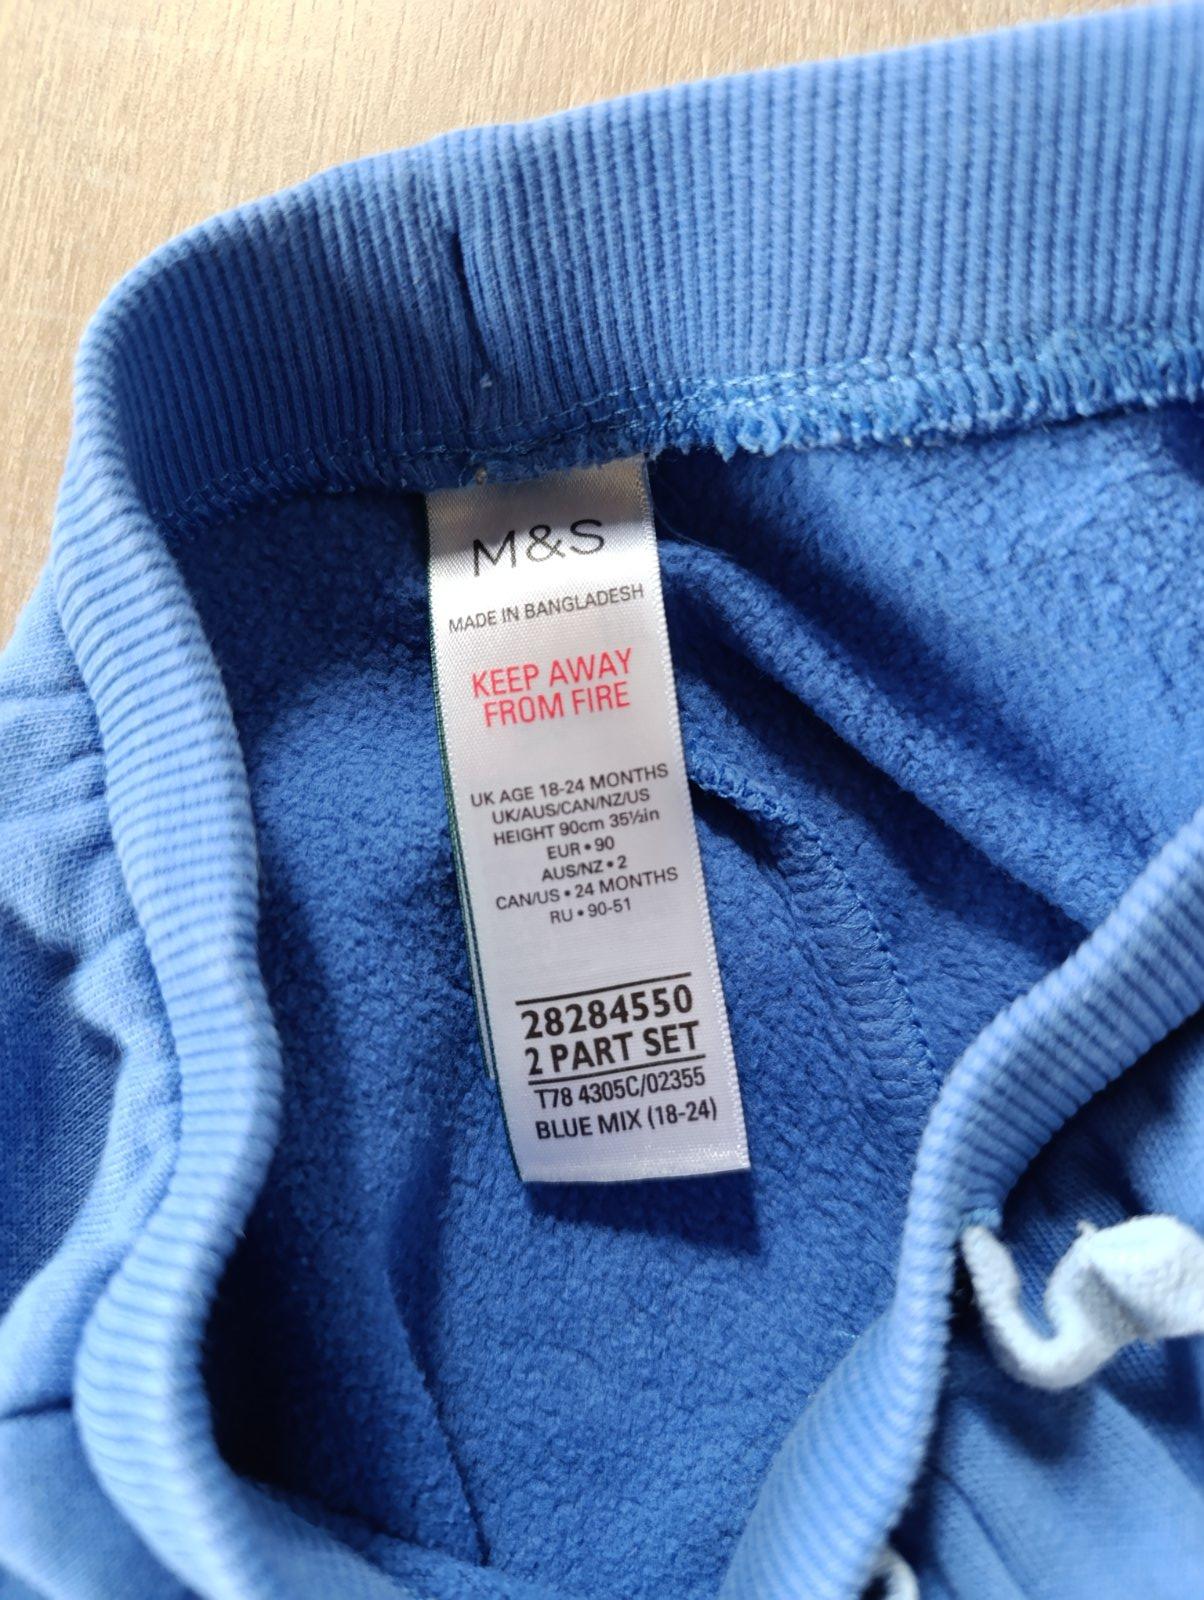 M&S
MADE IN BANGLADESH
KEEP AWAY
FROM FIRE
UK AGE 18-24 MONTHS
UK/AUS/CAN/NZ/US
HEIGHT 90cm 35½in
EUR • 90
AUS/NZ • 2
CAN/US • 24 MONTHS
RU • 90-51
28284550
2 PART SET
T78 4305C/02355
BLUE MIX (18-24)